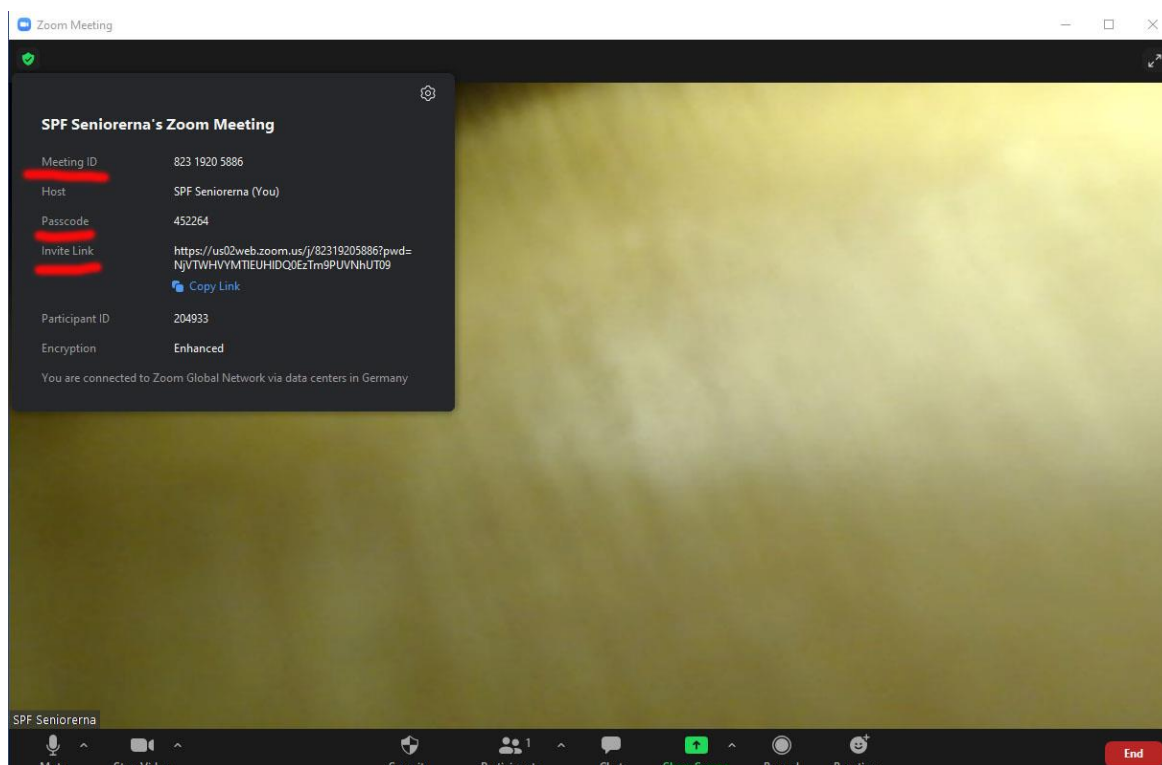 Zoom Meeting
SPF Seniorerna's Zoom Meeting
Meeting ID 823 1920 5886
Host SPF Seniorerna (You)
Passcode 452264
Invite Link https://us02web.zoom.us/j/82319205886?pwd=
NjVTWHVYMTlEUHlDQ0EzTm9PUVNhUT09
Copy Link
Participant ID 204933
Encryption Enhanced
You are connected to Zoom Global Network via data centers in Germany
SPF Seniorerna
1
End